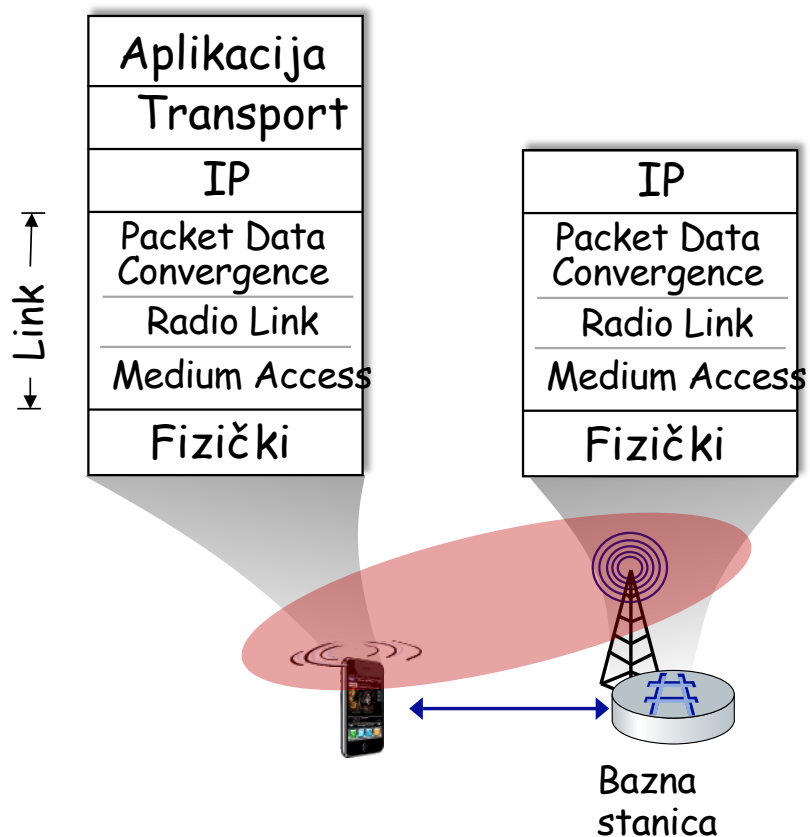 Aplikacija
Transport
IP
Packet Data
Convergence
Radio Link
Medium Access
Fizički
Link
IP
Packet Data
Convergence
Radio Link
Medium Access
Fizički
Bazna
stanica